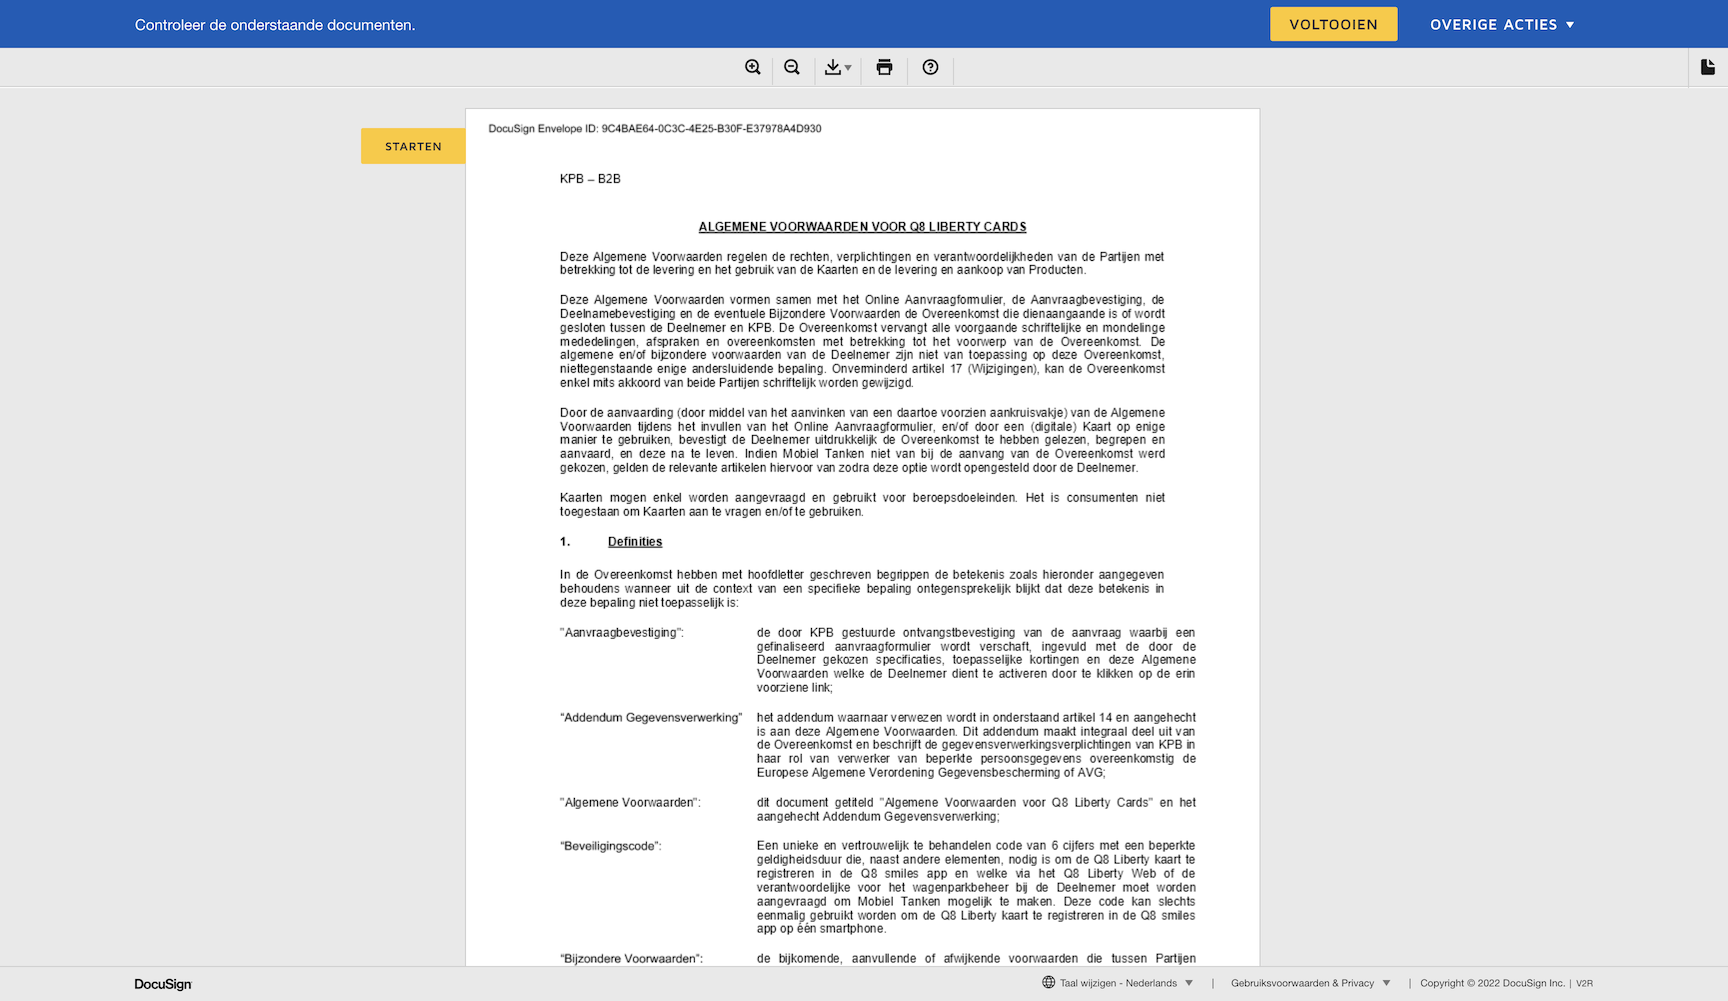 Controleer de onderstaande documenten.
VOLTOOIEN
OVERIGE ACTIES
STARTEN
DocuSign Envelope ID: 9C4BAE64-0C3C-4E25-B30F-E37978A4D930
KPB – B2B
ALGEMENE VOORWAARDEN VOOR Q8 LIBERTY CARDS
Deze Algemene Voorwaarden regelen de rechten, verplichtingen en verantwoordelijkheden van de Partijen met
betrekking tot de levering en het gebruik van de Kaarten en de levering en aankoop van Producten.
Deze Algemene Voorwaarden vormen samen met het Online Aanvraagformulier, de Aanvraagbevestiging, de
Deelnamebevestiging en de eventuele Bijzondere Voorwaarden de Overeenkomst die dienaangaande is of wordt
gesloten tussen de Deelnemer en KPB. De Overeenkomst vervangt alle voorgaande schriftelijke en mondelinge
mededelingen, afspraken en overeenkomsten met betrekking tot het voorwerp van de Overeenkomst. De
algemene en/of bijzondere voorwaarden van de Deelnemer zijn niet van toepassing op deze Overeenkomst,
niettegenstaande enige andersluidende bepaling. Onverminderd artikel 17 (Wijzigingen), kan de Overeenkomst
enkel mits akkoord van beide Partijen schriftelijk worden gewijzigd.
Door de aanvaarding (door middel van het aanvinken van een daartoe voorzien aankruisvakje) van de Algemene
Voorwaarden tijdens het invullen van het Online Aanvraagformulier, en/of door een (digitale) Kaart op enige
manier te gebruiken, bevestigt de Deelnemer uitdrukkelijk de Overeenkomst te hebben gelezen, begrepen en
aanvaard, en deze na te leven. Indien Mobiel Tanken niet van bij de aanvang van de Overeenkomst werd
gekozen, gelden de relevante artikelen hiervoor van zodra deze optie wordt opengesteld door de Deelnemer.
Kaarten mogen enkel worden aangevraagd en gebruikt voor beroepsdoeleinden. Het is consumenten niet
toegestaan om Kaarten aan te vragen en/of te gebruiken.
1. Definities
In de Overeenkomst hebben met hoofdletter geschreven begrippen de betekenis zoals hieronder aangegeven
behoudens wanneer uit de context van een specifieke bepaling ontegensprekelijk blijkt dat deze betekenis in
deze bepaling niet toepasselijk is:
"Aanvraagbevestiging": de door KPB gestuurde ontvangstbevestiging van de aanvraag waarbij een
gefinaliseerd aanvraagformulier wordt verschaft, ingevuld met de door de
Deelnemer gekozen specificaties, toepasselijke kortingen en deze Algemene
Voorwaarden welke de Deelnemer dient te activeren door te klikken op de erin
voorziene link;
“Addendum Gegevensverwerking” het addendum waarnaar verwezen wordt in onderstaand artikel 14 en aangehecht
is aan deze Algemene Voorwaarden. Dit addendum maakt integraal deel uit van
de Overeenkomst en beschrijft de gegevensverwerkingsverplichtingen van KPB in
haar rol van verwerker van beperkte persoonsgegevens overeenkomstig de
Europese Algemene Verordening Gegevensbescherming of AVG;
"Algemene Voorwaarden": dit document getiteld "Algemene Voorwaarden voor Q8 Liberty Cards" en het
aangehecht Addendum Gegevensverwerking;
“Beveiligingscode”: Een unieke en vertrouwelijk te behandelen code van 6 cijfers met een beperkte
geldigheidsduur die, naast andere elementen, nodig is om de Q8 Liberty kaart te
registreren in de Q8 smiles app en welke via het Q8 Liberty Web of de
verantwoordelijke voor het wagenparkbeheer bij de Deelnemer moet worden
aangevraagd om Mobiel Tanken mogelijk te maken. Deze code kan slechts
eenmalig gebruikt worden om de Q8 Liberty kaart te registreren in de Q8 smiles
app op één smartphone.
“Bijzondere Voorwaarden”: de bijkomende, aanvullende of afwijkende voorwaarden die tussen Partijen
DocuSign
Taal wijzigen - Nederlands | Gebruiksvoorwaarden & Privacy | Copyright © 2022 DocuSign Inc. | V2R